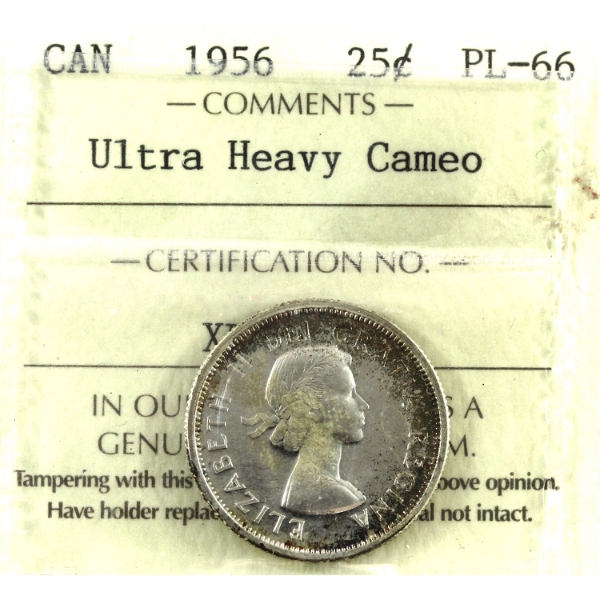 CAN 1956 25¢ PL-66
— COMMENTS —
Ultra Heavy Cameo
— CERTIFICATION NO. —
IN OU S A
GENU M.
Tampering with this ove opinion.
Have holder repla al not intact.
ELIZABETH II DEI GRATIA REGINA